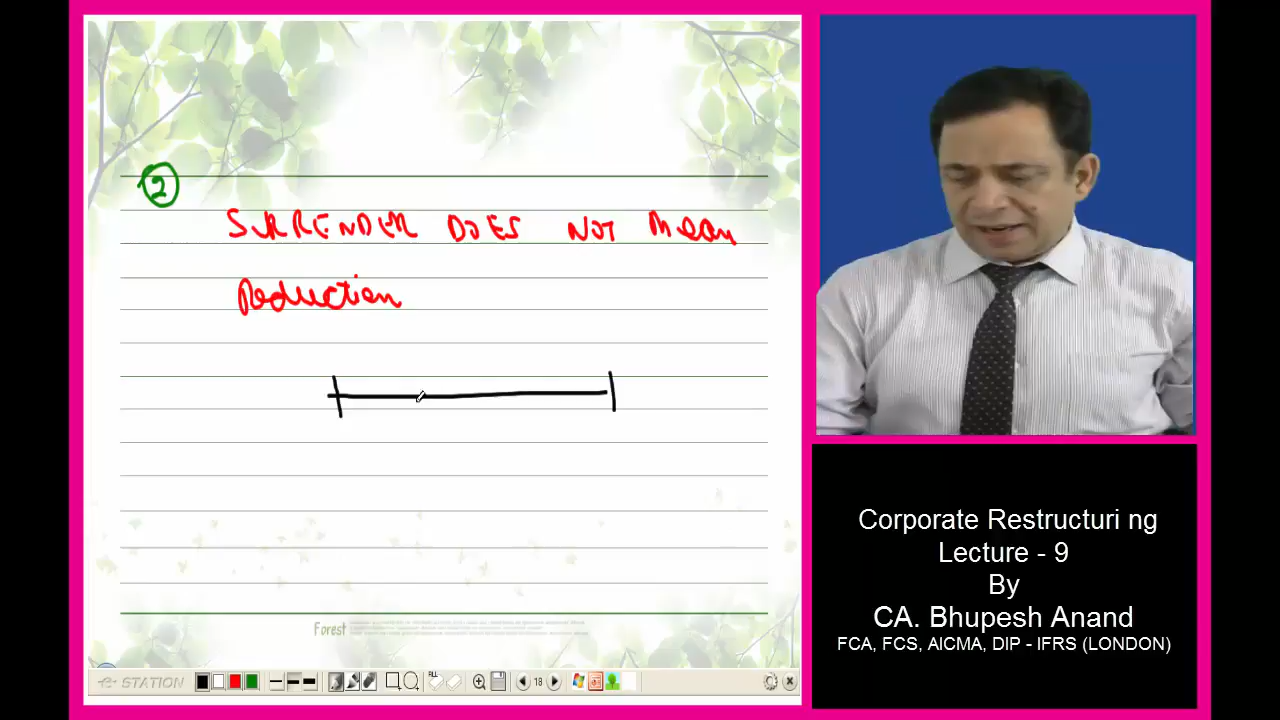 2
SURRENDER DOES NOT mean
Reduction
Forest
e-STATION
18
Corporate Restructuri ng
Lecture - 9
By
CA. Bhupesh Anand
FCA, FCS, AICMA, DIP - IFRS (LONDON)